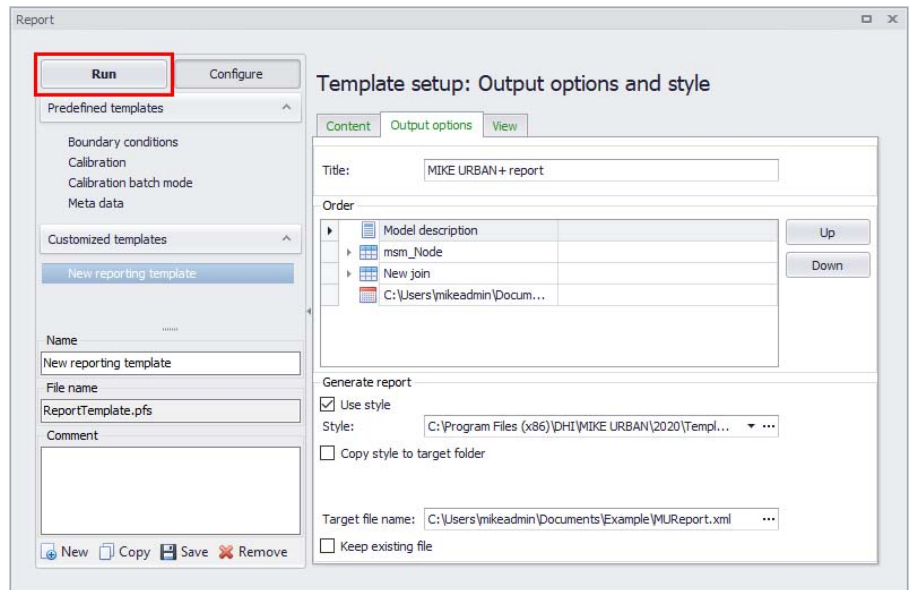 Report
Run
Configure
Predefined templates
Boundary conditions
Calibration
Calibration batch mode
Meta data
Customized templates
New reporting template
Name
New reporting template
File name
ReportTemplate.pfs
Comment
New Copy Save Remove
Template setup: Output options and style
Content Output options View
Title: MIKE URBAN+ report
Order
Model description
msm_Node
New join
C:\Users\mikeadmin\Docum...
Up
Down
Generate report
Use style
Style: C:\Program Files (x86)\DHI\MIKE URBAN\2020\Templ... ...
Copy style to target folder
Target file name: C:\Users\mikeadmin\Documents\Example\MUReport.xml ...
Keep existing file